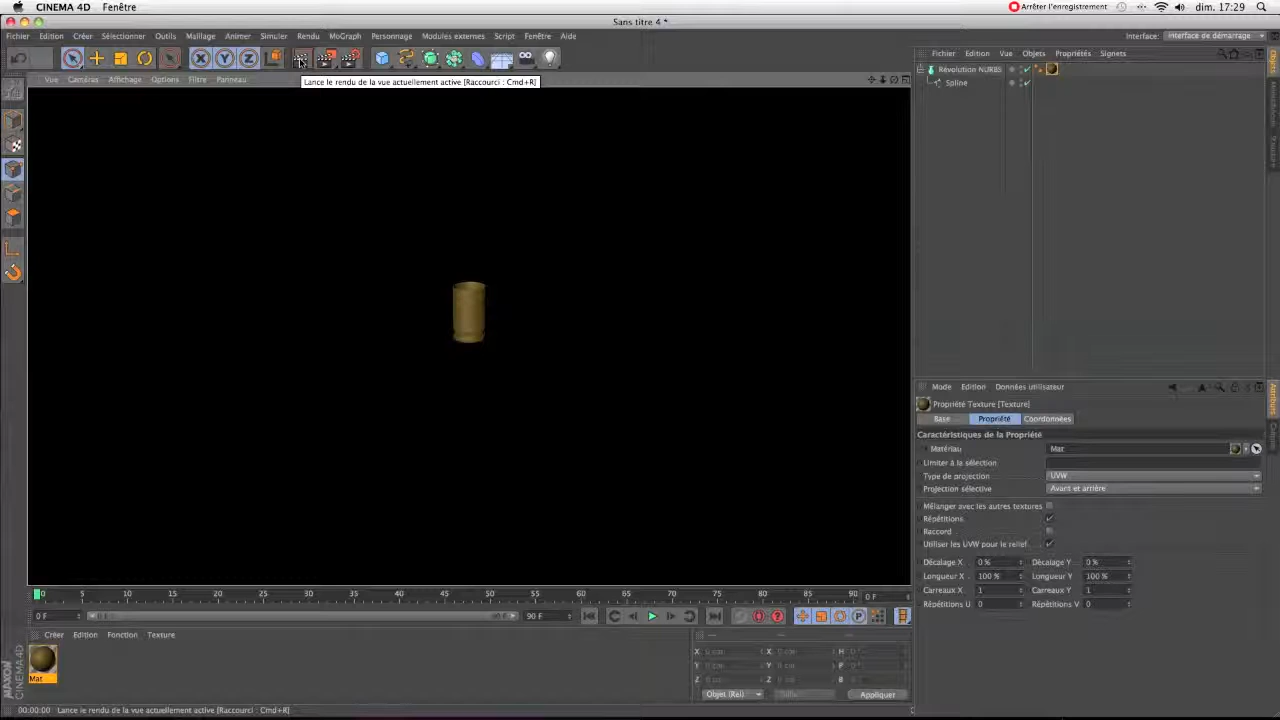 CINEMA 4D Fenêtre Arrêter l'enregistrement dim. 17:29
Sans titre 4 *
Fichier Edition Créer Sélectionner Outils Maillage Animer Simuler Rendu MoGraph Personnage Modules externes Script Fenêtre Aide Interface: Interface de démarrage
Fichier Edition Vue Objets Propriétés Signets
Vue Caméras Affichage Options Filtre Panneau
Lance le rendu de la vue actuellement active [Raccourci : Cmd+R]
Révolution NURBS
Spline
Mode Edition Données utilisateur
Propriété Texture [Texture]
Base Propriété Coordonnées
Caractéristiques de la Propriété
Matériau Mat
Limiter à la sélection
Type de projection UVW
Projection sélective Avant et arrière
Mélanger avec les autres textures
Répétitions
Raccord
Utiliser les UVW pour le relief
Décalage X 0 % Décalage Y 0 %
Longueur X 100 % Longueur Y 100 %
Carreaux X 1 Carreaux Y 1
Répétitions U 0 Répétitions V 0
0 5 10 15 20 25 30 35 40 45 50 55 60 65 70 75 80 85 90 0 F
0 F 90 F
Créer Edition Fonction Texture
Mat
X X H
Y Y P
Z Z B
Objet (Rel) Appliquer
MAXON CINEMA 4D
00:00:00 Lance le rendu de la vue actuellement active [Raccourci : Cmd+R]